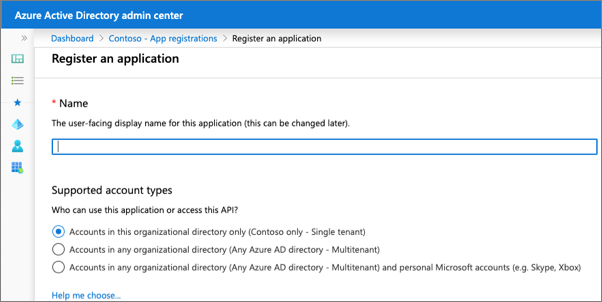 Azure Active Directory admin center
Dashboard > Contoso - App registrations > Register an application
Register an application
* Name
The user-facing display name for this application (this can be changed later).
Supported account types
Who can use this application or access this API?
Accounts in this organizational directory only (Contoso only - Single tenant)
Accounts in any organizational directory (Any Azure AD directory - Multitenant)
Accounts in any organizational directory (Any Azure AD directory - Multitenant) and personal Microsoft accounts (e.g. Skype, Xbox)
Help me choose...